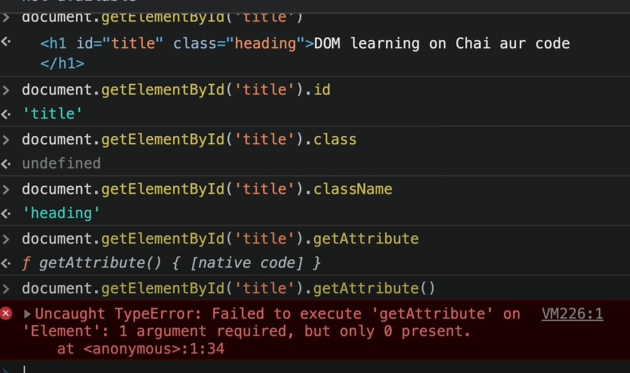 document.getElementById('title')
<h1 id="title" class="heading">DOM learning on Chai aur code
</h1>
document.getElementById('title').id
'title'
document.getElementById('title').class
undefined
document.getElementById('title').className
'heading'
document.getElementById('title').getAttribute
ƒ getAttribute() { [native code] }
document.getElementById('title').getAttribute()
Uncaught TypeError: Failed to execute 'getAttribute' on VM226:1
'Element': 1 argument required, but only 0 present.
at <anonymous>:1:34